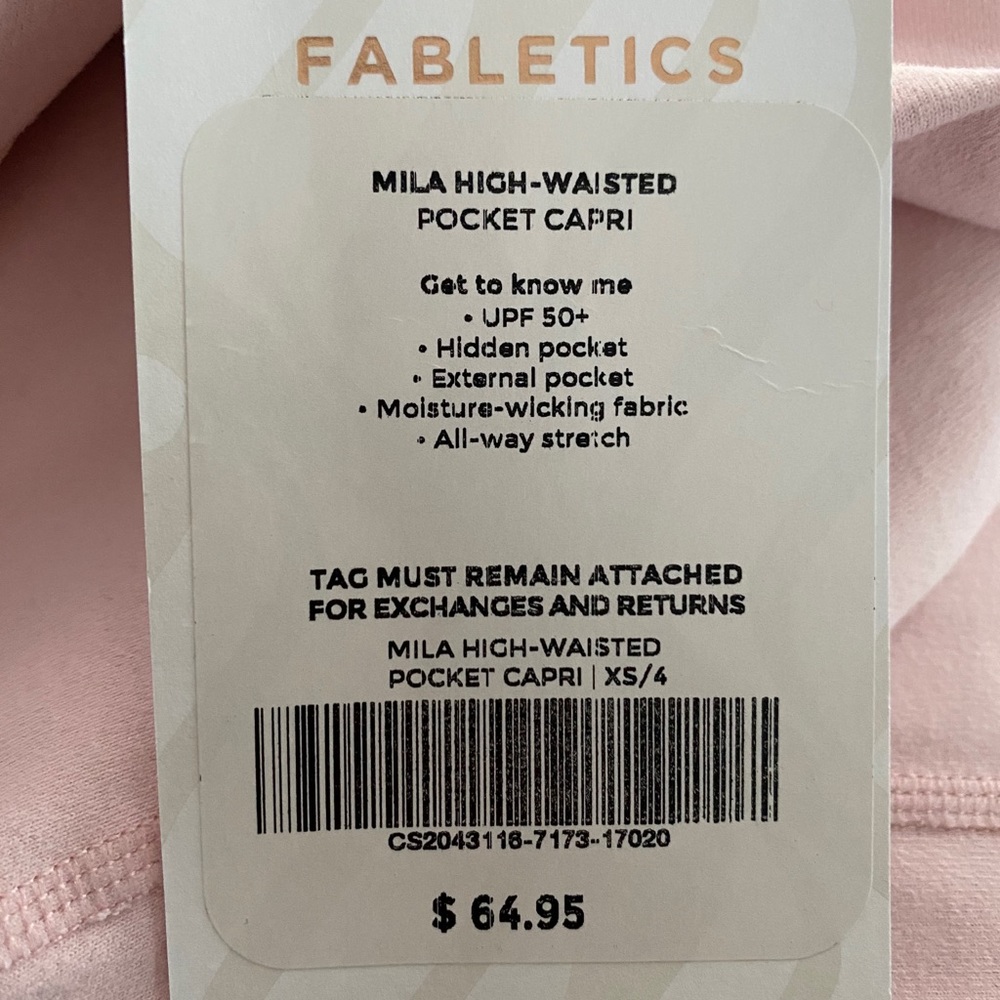 FABLETICS
MILA HIGH-WAISTED
POCKET CAPRI
Get to know me
• UPF 50+
• Hidden pocket
• External pocket
• Moisture-wicking fabric
• All-way stretch
TAG MUST REMAIN ATTACHED
FOR EXCHANGES AND RETURNS
MILA HIGH-WAISTED
POCKET CAPRI | XS/4
CS2043116-7173-17020
$ 64.95